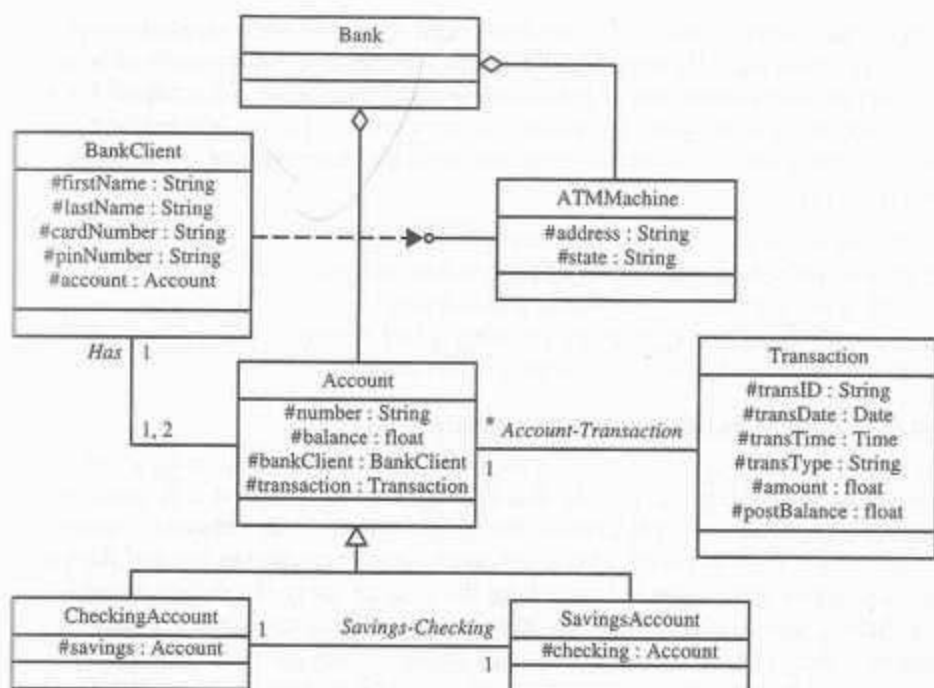 Bank
BankClient
#firstName : String
#lastName : String
#cardNumber : String
#pinNumber : String
#account : Account
ATMMachine
#address : String
#state : String
Has 1
1, 2
Account
#number : String
#balance : float
#bankClient : BankClient
#transaction : Transaction
* Account-Transaction
1
Transaction
#transID : String
#transDate : Date
#transTime : Time
#transType : String
#amount : float
#postBalance : float
CheckingAccount
#savings : Account
1 Savings-Checking
1
SavingsAccount
#checking : Account